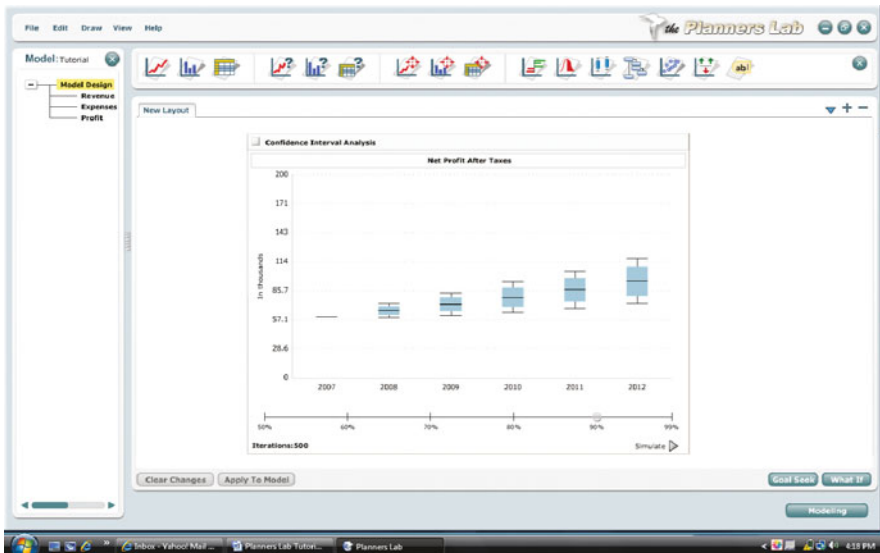 File Edit Draw View Help
the Planners Lab
Model: Tutorial
Model Design
Revenue
Expenses
Profit
ab!
New Layout
Confidence Interval Analysis
Net Profit After Taxes
In thousands
200
171
143
114
85.7
57.1
28.6
0
2007 2008 2009 2010 2011 2012
50% 60% 70% 80% 90% 99%
Iterations:500 Simulate
Clear Changes Apply To Model Goal Seek What If
Modeling
Inbox - Yahoo! Mail ... Planners Lab Tutori... Planners Lab 4:18 PM